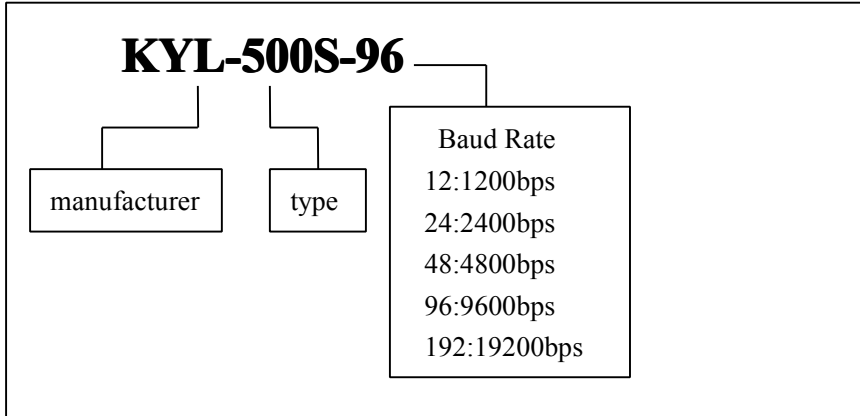 KYL-500S-96
manufacturer
type
Baud Rate
12:1200bps
24:2400bps
48:4800bps
96:9600bps
192:19200bps